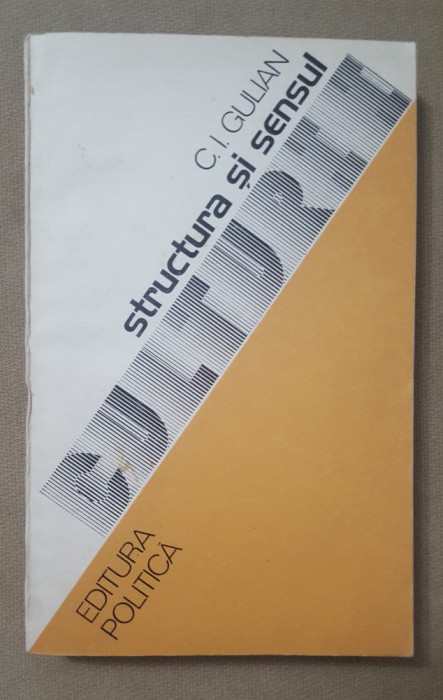 C. I. GULIAN
structura și sensul
CULTURII
EDITURA
POLITICĂ